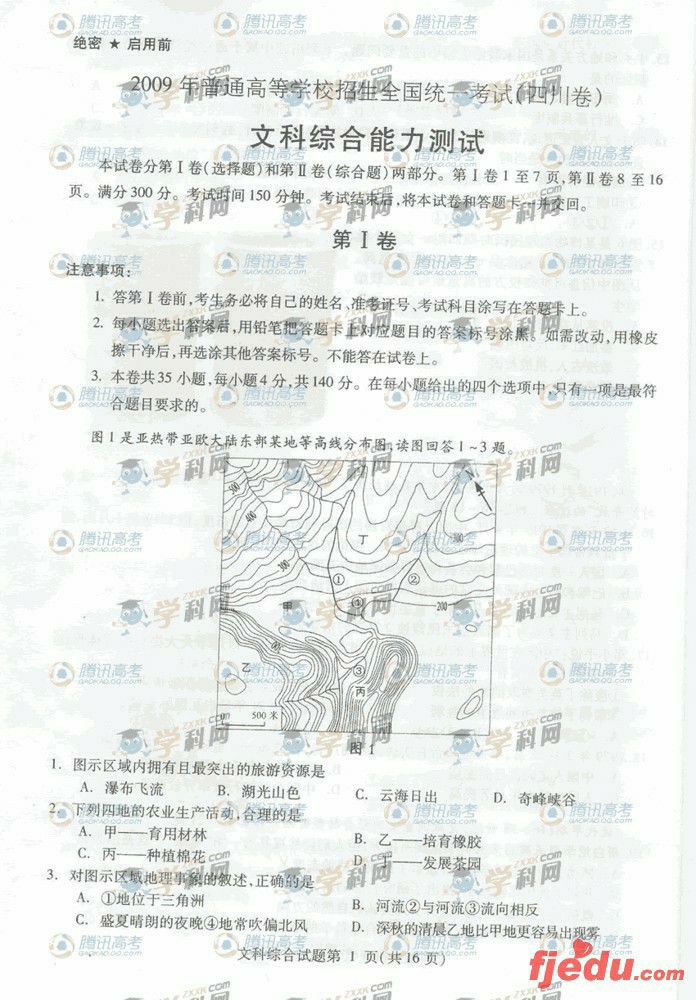 绝密 ★ 启用前
2009 年普通高等学校招生全国统一考试(四川卷)
文科综合能力测试
本试卷分第Ⅰ卷(选择题)和第Ⅱ卷(综合题)两部分。第Ⅰ卷 1 至 7 页,第Ⅱ卷 8 至 16
页。满分 300 分。考试时间 150 分钟。考试结束后,将本试卷和答题卡一并交回。
第Ⅰ卷
注意事项:
1. 答第Ⅰ卷前,考生务必将自己的姓名、准考证号、考试科目涂写在答题卡上。
2. 每小题选出答案后,用铅笔把答题卡上对应题目的答案标号涂黑。如需改动,用橡皮
擦干净后,再选涂其他答案标号。不能答在试卷上。
3. 本卷共35 小题,每小题4 分,共140 分。在每小题给出的四个选项中,只有一项是最符
合题目要求的。
图1 是亚热带亚欧大陆东部某地等高线分布图,读图回答1～3 题。
N
500
400
300
丁
300
①
②
甲
④
200
乙
③
丙
0 500 米
图 1
1. 图示区域内拥有且最突出的旅游资源是
A. 瀑布飞流 B. 湖光山色 C. 云海日出 D. 奇峰峡谷
2. 下列四地的农业生产活动,合理的是
A. 甲——育用材林 B. 乙——培育橡胶
C. 丙——种植棉花 D. 丁——发展茶园
3. 对图示区域地理事象的叙述,正确的是
A. ①地位于三角洲 B. 河流②与河流③流向相反
C. 盛夏晴朗的夜晚④地常吹偏北风 D. 深秋的清晨乙地比甲地更容易出现雾
文科综合试题第 1 页(共 16 页)
腾讯高考
GAOKAO.QQ.COM
学科网
ZXXK.COM
fjedu.com